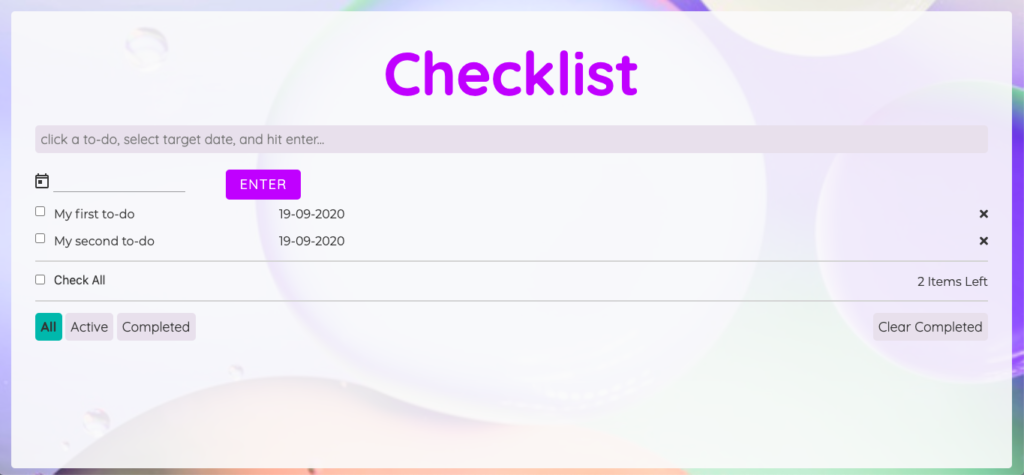 Checklist
click a to-do, select target date, and hit enter...
ENTER
My first to-do 19-09-2020
My second to-do 19-09-2020
Check All 2 Items Left
All Active Completed Clear Completed